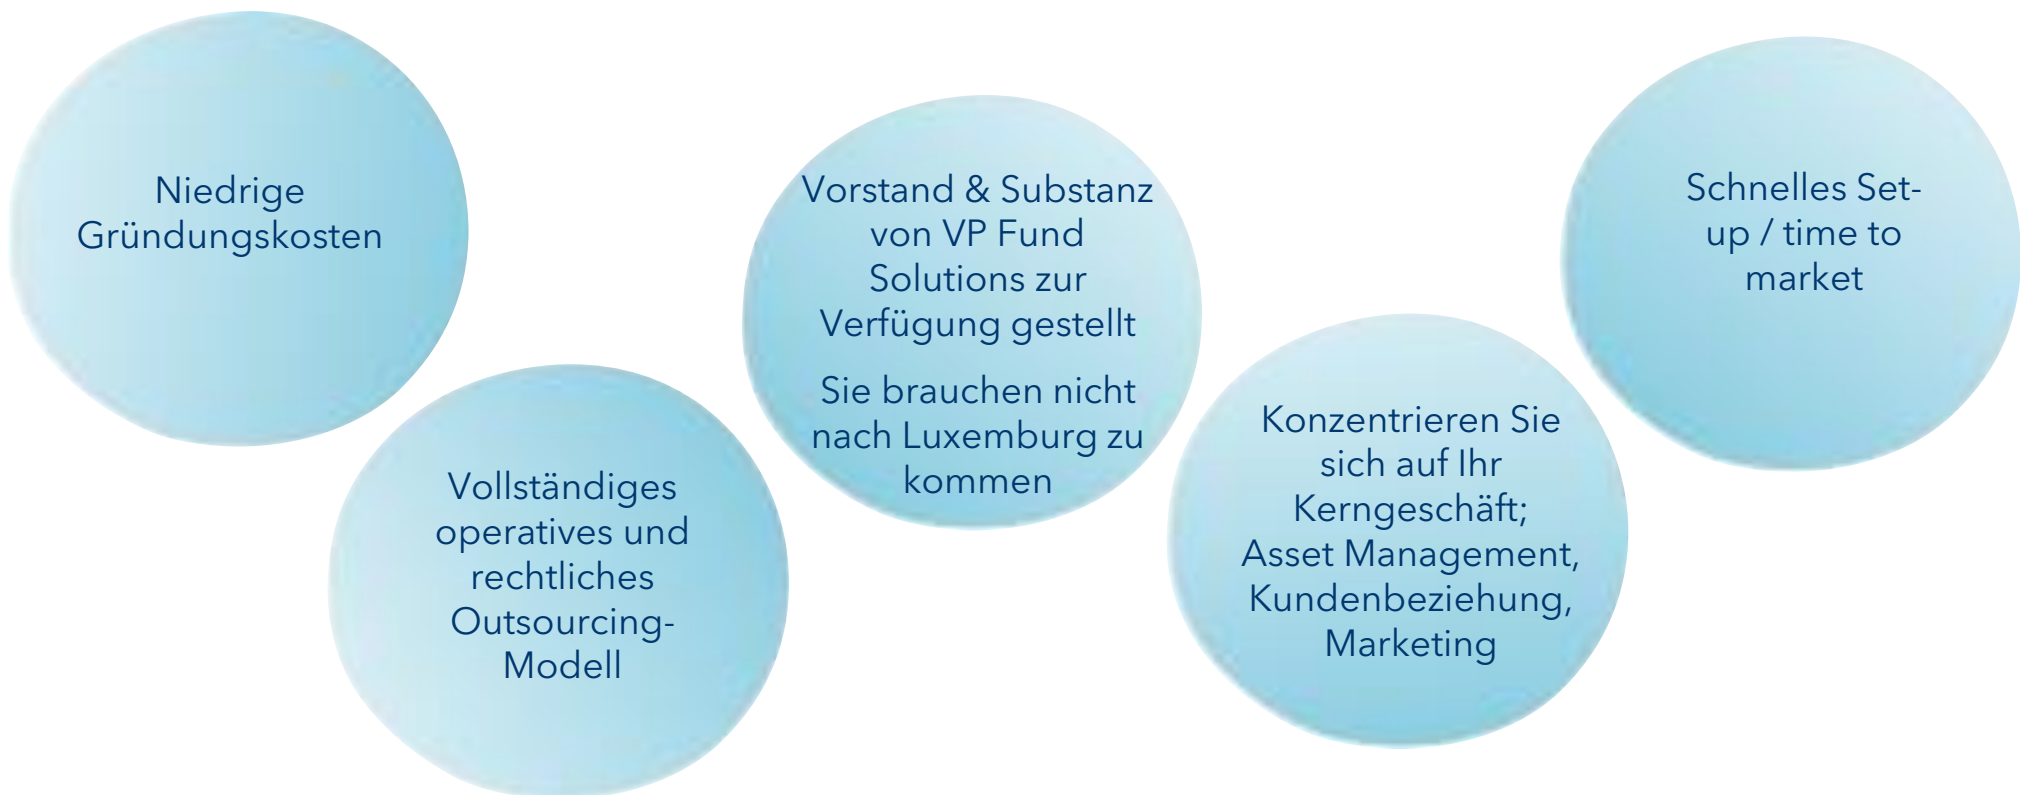 Niedrige
Gründungskosten
Vollständiges
operatives und
rechtliches
Outsourcing-
Modell
Vorstand & Substanz
von VP Fund
Solutions zur
Verfügung gestellt
Sie brauchen nicht
nach Luxemburg zu
kommen
Konzentrieren Sie
sich auf Ihr
Kerngeschäft;
Asset Management,
Kundenbeziehung,
Marketing
Schnelles Set-
up / time to
market